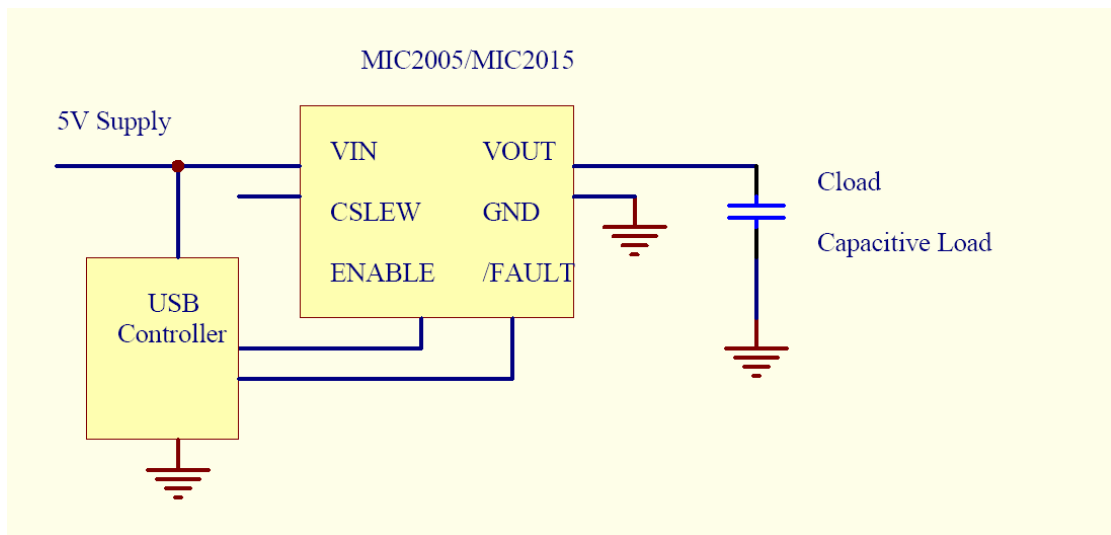 MIC2005/MIC2015
5V Supply
VIN
VOUT
CSLEW
GND
ENABLE
/FAULT
Cload
Capacitive Load
USB
Controller